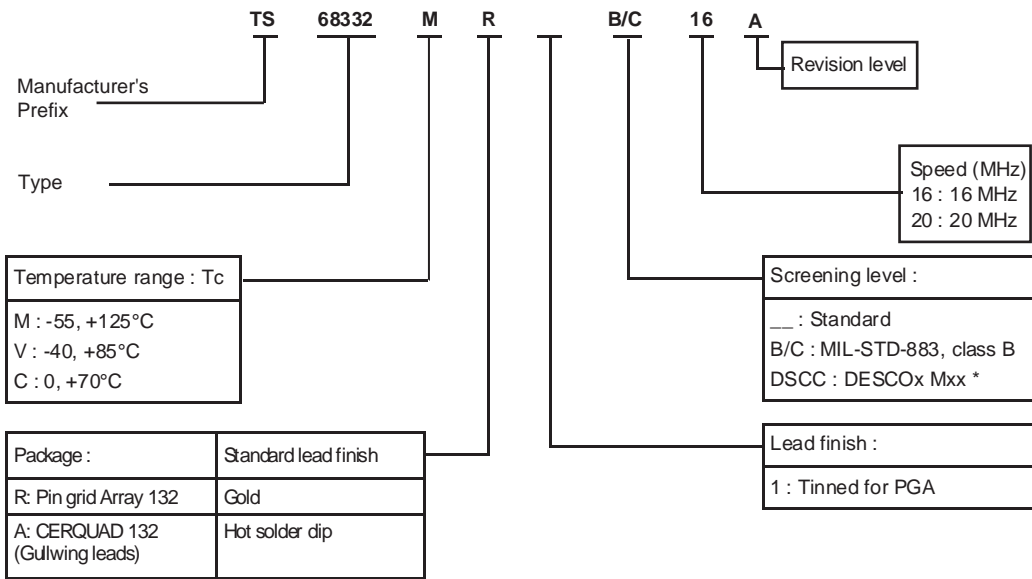 TS 68332 M R B/C 16 A
Revision level
Manufacturer's
Prefix
Type
Speed (MHz)
16 : 16 MHz
20 : 20 MHz
Temperature range : Tc
M : -55, +125°C
V : -40, +85°C
C : 0, +70°C
Screening level :
__ : Standard
B/C : MIL-STD-883, class B
DSCC : DESCOx Mxx *
Package : Standard lead finish
R: Pin grid Array 132 Gold
A: CERQUAD 132 Hot solder dip
(Gullwing leads)
Lead finish :
1 : Tinned for PGA